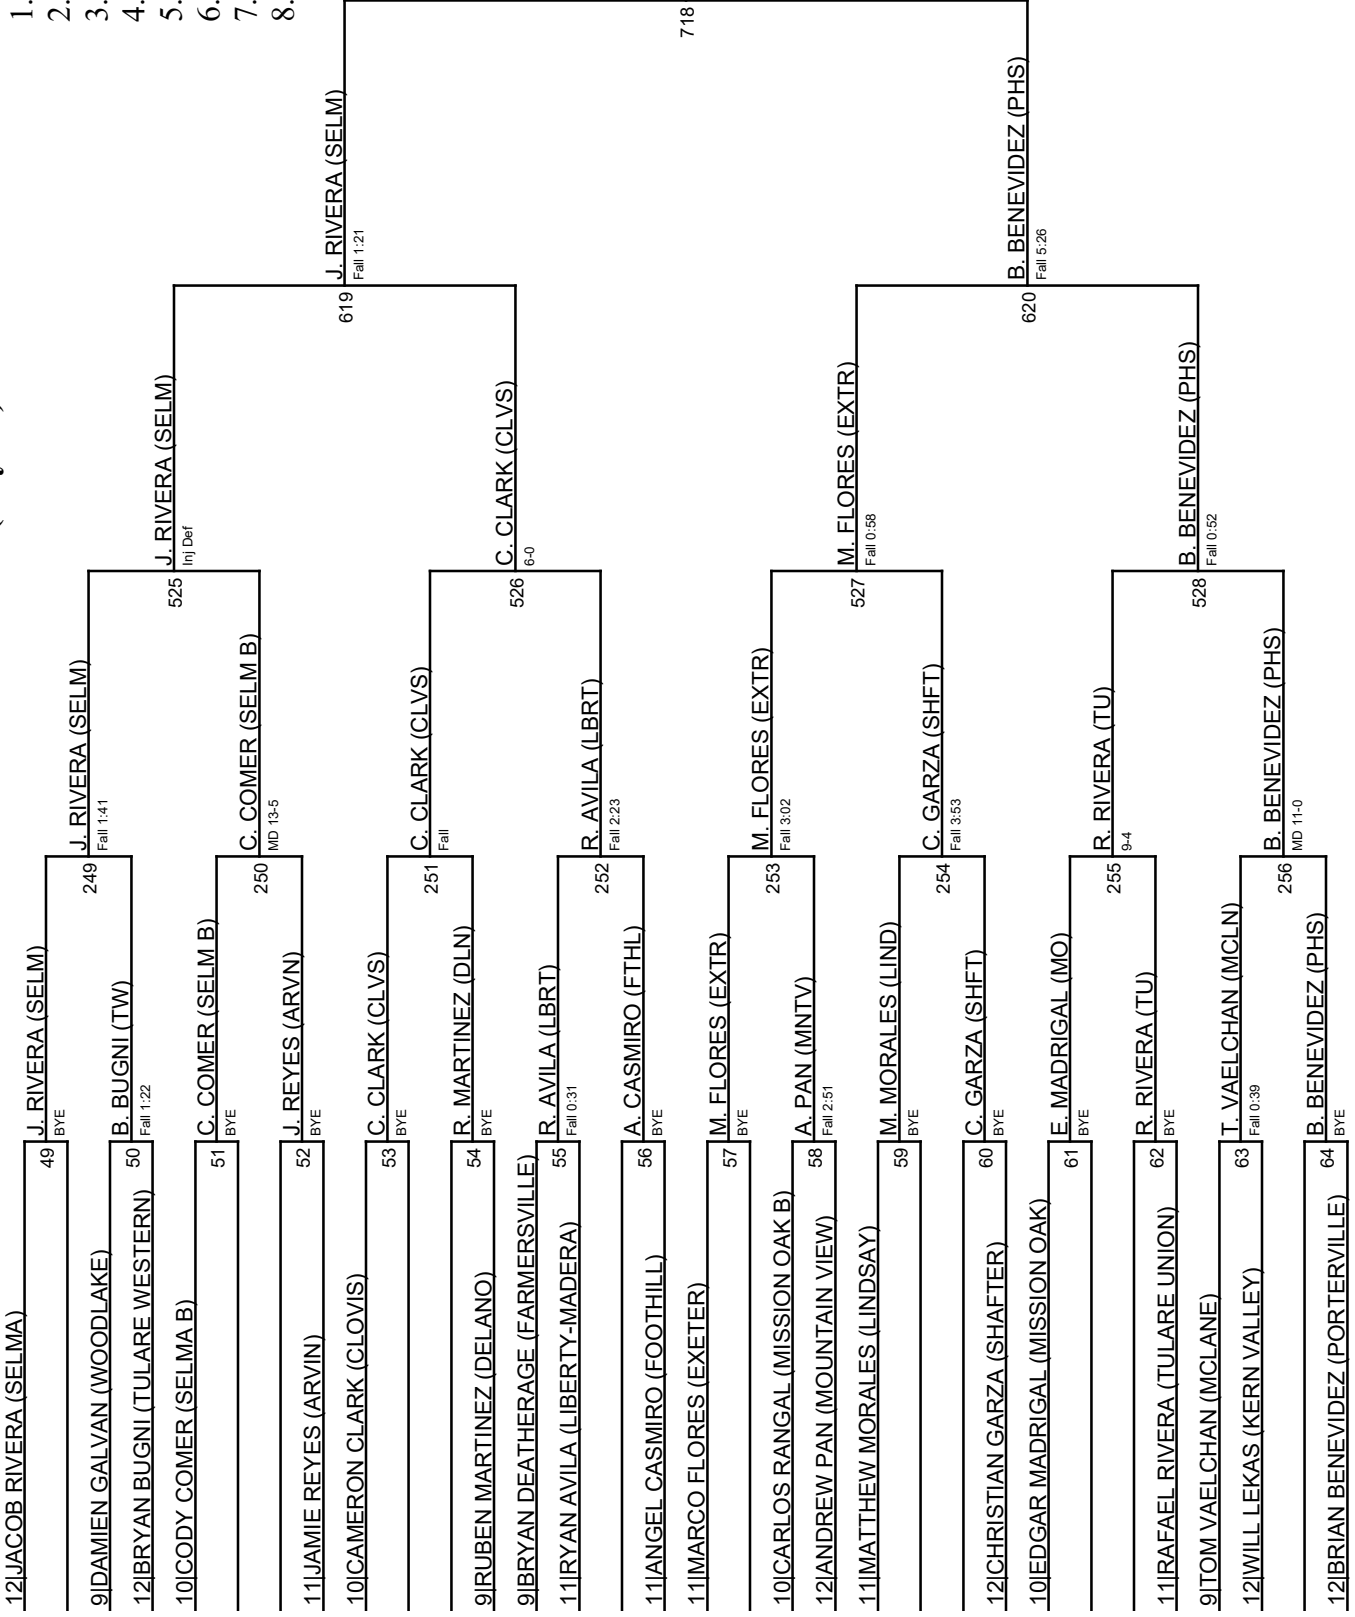 1.
2.
3.
4.
5.
6.
7.
8.
12|JACOB RIVERA (SELMA)
9|DAMIEN GALVAN (WOODLAKE)
12|BRYAN BUGNI (TULARE WESTERN)
10|CODY COMER (SELMA B)
11|JAMIE REYES (ARVIN)
10|CAMERON CLARK (CLOVIS)
9|RUBEN MARTINEZ (DELANO)
9|BRYAN DEATHERAGE (FARMERSVILLE)
11|RYAN AVILA (LIBERTY-MADERA)
11|ANGEL CASMIRO (FOOTHILL)
11|MARCO FLORES (EXETER)
10|CARLOS RANGAL (MISSION OAK B)
12|ANDREW PAN (MOUNTAIN VIEW)
11|MATTHEW MORALES (LINDSAY)
12|CHRISTIAN GARZA (SHAFTER)
10|EDGAR MADRIGAL (MISSION OAK)
11|RAFAEL RIVERA (TULARE UNION)
9|TOM VAELCHAN (MCLANE)
12|WILL LEKAS (KERN VALLEY)
12|BRIAN BENEVIDEZ (PORTERVILLE)
49
J. RIVERA (SELM)
BYE
50
B. BUGNI (TW)
Fall 1:22
51
C. COMER (SELM B)
BYE
52
J. REYES (ARVN)
BYE
53
C. CLARK (CLVS)
BYE
54
R. MARTINEZ (DLN)
BYE
55
R. AVILA (LBRT)
Fall 0:31
56
A. CASMIRO (FTHL)
BYE
57
M. FLORES (EXTR)
BYE
58
A. PAN (MNTV)
Fall 2:51
59
M. MORALES (LIND)
BYE
60
C. GARZA (SHFT)
BYE
61
E. MADRIGAL (MO)
BYE
62
R. RIVERA (TU)
BYE
63
T. VAELCHAN (MCLN)
Fall 0:39
64
B. BENEVIDEZ (PHS)
BYE
249
J. RIVERA (SELM)
Fall 1:41
250
C. COMER (SELM B)
MD 13-5
251
C. CLARK (CLVS)
Fall
252
R. AVILA (LBRT)
Fall 2:23
253
M. FLORES (EXTR)
Fall 3:02
254
C. GARZA (SHFT)
Fall 3:53
255
R. RIVERA (TU)
9-4
256
B. BENEVIDEZ (PHS)
MD 11-0
525
J. RIVERA (SELM)
Inj Def
526
C. CLARK (CLVS)
6-0
527
M. FLORES (EXTR)
Fall 0:58
528
B. BENEVIDEZ (PHS)
Fall 0:52
619
J. RIVERA (SELM)
Fall 1:21
620
B. BENEVIDEZ (PHS)
Fall 5:26
718